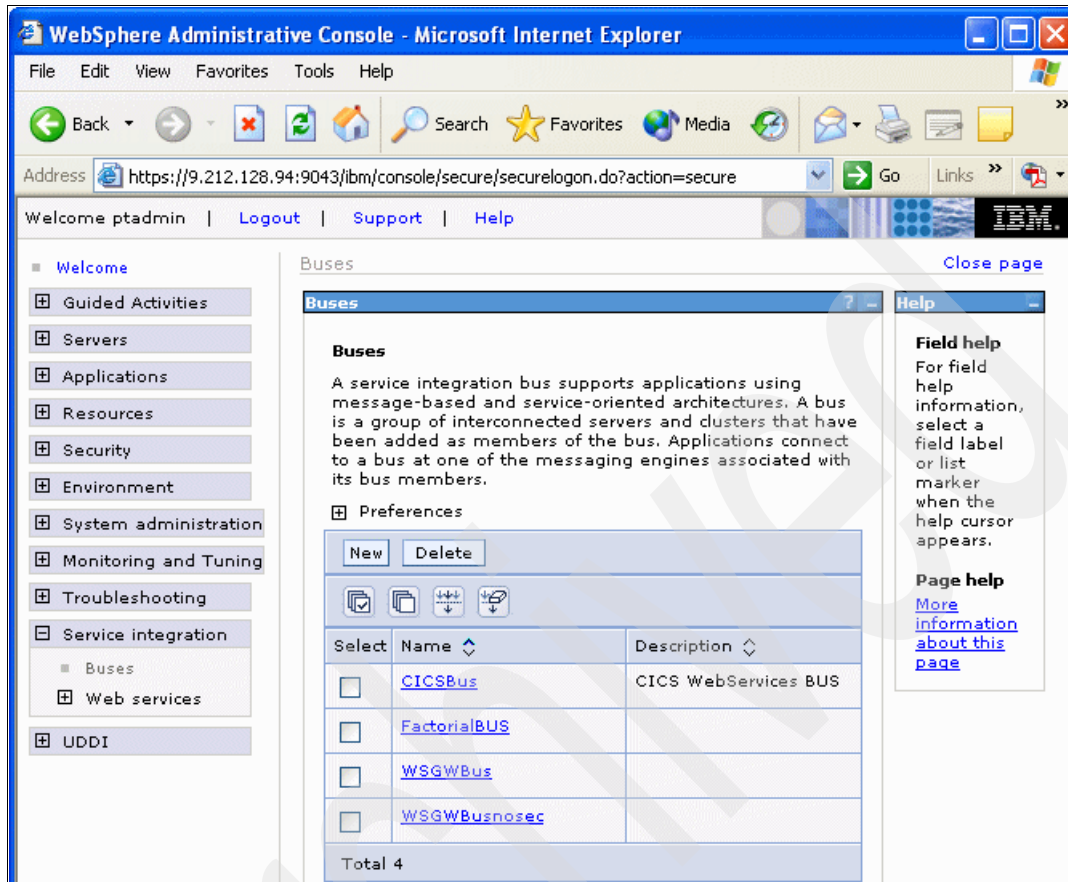 WebSphere Administrative Console - Microsoft Internet Explorer
File Edit View Favorites Tools Help
Back Search Favorites Media
Address https://9.212.128.94:9043/ibm/console/secure/securelogon.do?action=secure Go Links
Welcome ptadmin | Logout | Support | Help IBM.
Welcome
Guided Activities
Servers
Applications
Resources
Security
Environment
System administration
Monitoring and Tuning
Troubleshooting
Service integration
Buses
Web services
UDDI
Buses Close page
Buses ?
Buses
A service integration bus supports applications using
message-based and service-oriented architectures. A bus
is a group of interconnected servers and clusters that have
been added as members of the bus. Applications connect
to a bus at one of the messaging engines associated with
its bus members.
Preferences
New Delete
Select Name Description
CICSBus CICS WebServices BUS
FactorialBUS
WSGWBus
WSGWBusnosec
Total 4
Help
Field help
For field
help
information,
select a
field label
or list
marker
when the
help cursor
appears.
Page help
More
information
about this
page